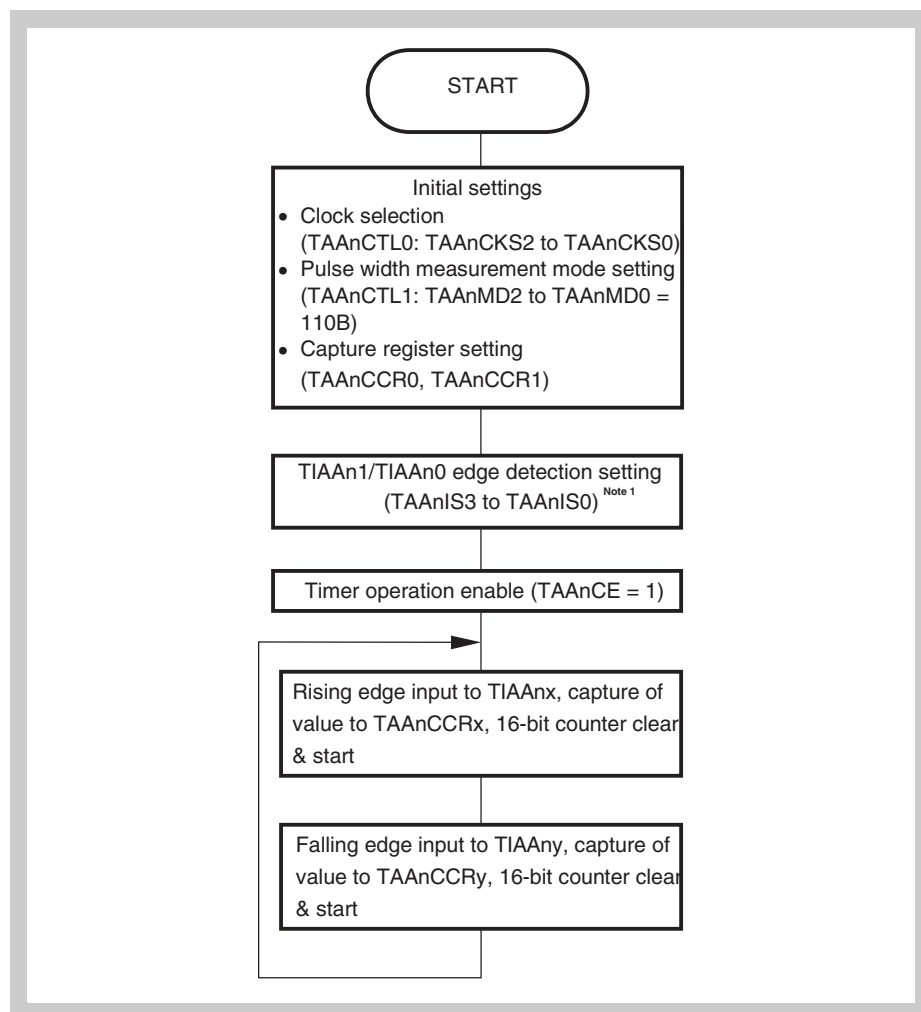 START
Initial settings
• Clock selection
(TAAnCTL0: TAAnCKS2 to TAAnCKS0)
• Pulse width measurement mode setting
(TAAnCTL1: TAAnMD2 to TAAnMD0 =
110B)
• Capture register setting
(TAAnCCR0, TAAnCCR1)
TIAAn1/TIAAn0 edge detection setting
(TAAnIS3 to TAAnIS0) Note 1
Timer operation enable (TAAnCE = 1)
Rising edge input to TIAAnx, capture of
value to TAAnCCRx, 16-bit counter clear
& start
Falling edge input to TIAAny, capture of
value to TAAnCCRy, 16-bit counter clear
& start